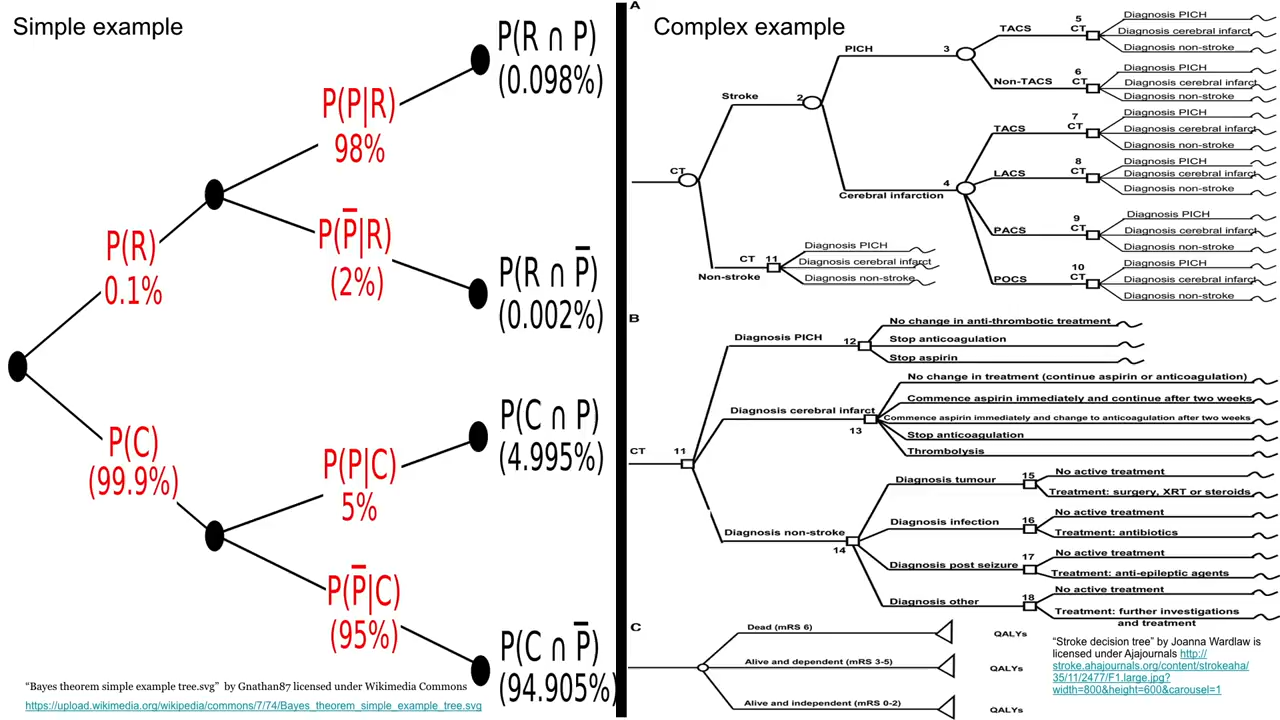 Simple example
P(R ∩ P)
(0.098%)
P(P|R)
98%
P(R)
0.1%
P(P̅|R)
(2%)
P(R ∩ P̅)
(0.002%)
P(C)
(99.9%)
P(C ∩ P)
(4.995%)
P(P|C)
5%
P(P̅|C)
(95%)
P(C ∩ P̅)
(94.905%)
“Bayes theorem simple example tree.svg” by Gnathan87 licensed under Wikimedia Commons
https://upload.wikimedia.org/wikipedia/commons/7/74/Bayes_theorem_simple_example_tree.svg
A
Complex example
CT
Stroke
2
PICH
3
TACS
5
CT
Diagnosis PICH
Diagnosis cerebral infarct
Diagnosis non-stroke
Non-TACS
6
CT
Diagnosis PICH
Diagnosis cerebral infarct
Diagnosis non-stroke
Cerebral infarction
4
TACS
7
CT
Diagnosis PICH
Diagnosis cerebral infarct
Diagnosis non-stroke
LACS
8
CT
Diagnosis PICH
Diagnosis cerebral infarct
Diagnosis non-stroke
PACS
9
CT
Diagnosis PICH
Diagnosis cerebral infarct
Diagnosis non-stroke
POCS
10
CT
Diagnosis PICH
Diagnosis cerebral infarct
Diagnosis non-stroke
Non-stroke
CT 11
Diagnosis PICH
Diagnosis cerebral infarct
Diagnosis non-stroke
B
CT 11
Diagnosis PICH
12
No change in anti-thrombotic treatment
Stop anticoagulation
Stop aspirin
Diagnosis cerebral infarct
13
No change in treatment (continue aspirin or anticoagulation)
Commence aspirin immediately and continue after two weeks
Commence aspirin immediately and change to anticoagulation after two weeks
Stop anticoagulation
Thrombolysis
Diagnosis non-stroke
14
Diagnosis tumour
15
No active treatment
Treatment: surgery, XRT or steroids
Diagnosis infection
16
No active treatment
Treatment: antibiotics
Diagnosis post seizure
17
No active treatment
Treatment: anti-epileptic agents
Diagnosis other
18
No active treatment
Treatment: further investigations
and treatment
C
Dead (mRS 6)
QALYs
Alive and dependent (mRS 3-5)
QALYs
Alive and independent (mRS 0-2)
QALYs
“Stroke decision tree” by Joanna Wardlaw is
licensed under Ajajournals http://
stroke.ahajournals.org/content/strokeaha/
35/11/2477/F1.large.jpg?
width=800&height=600&carousel=1